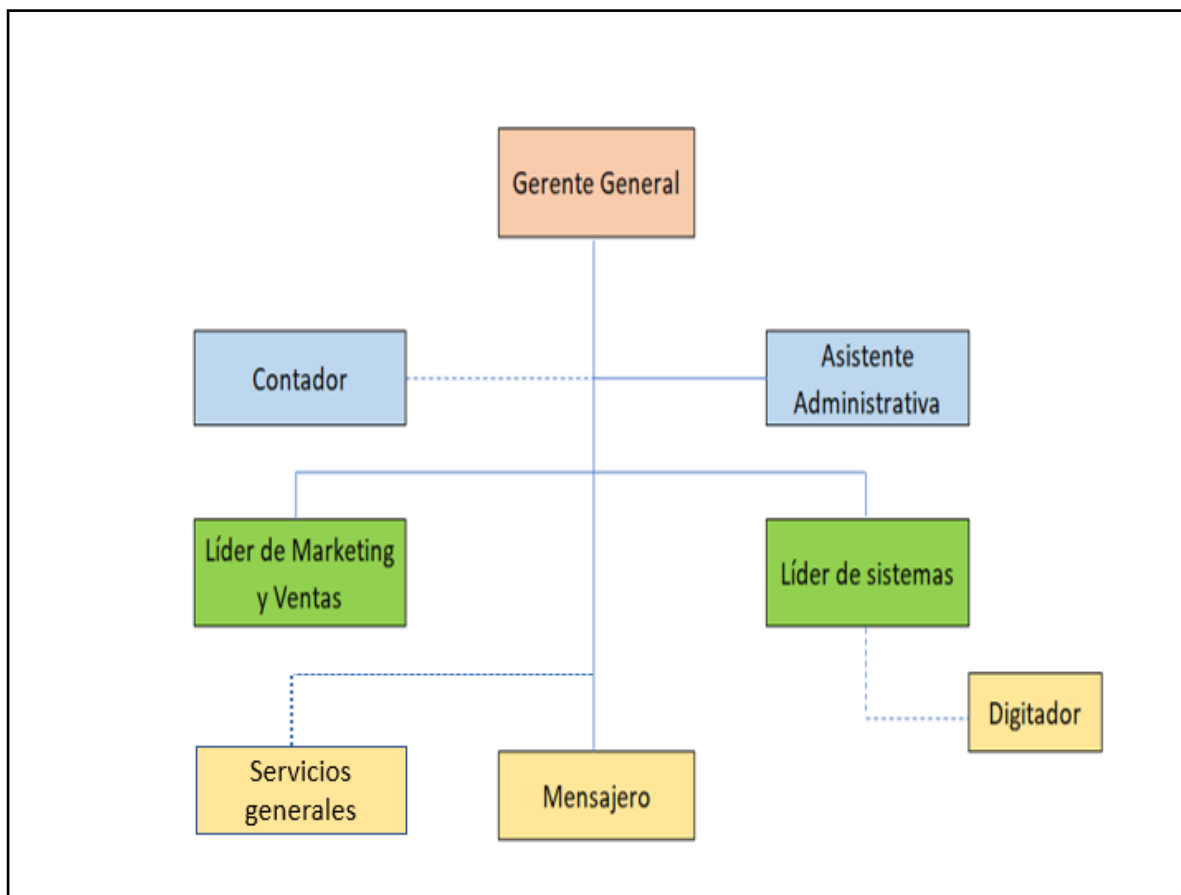 Gerente General
Contador
Asistente
Administrativa
Líder de Marketing
y Ventas
Líder de sistemas
Digitador
Servicios
generales
Mensajero